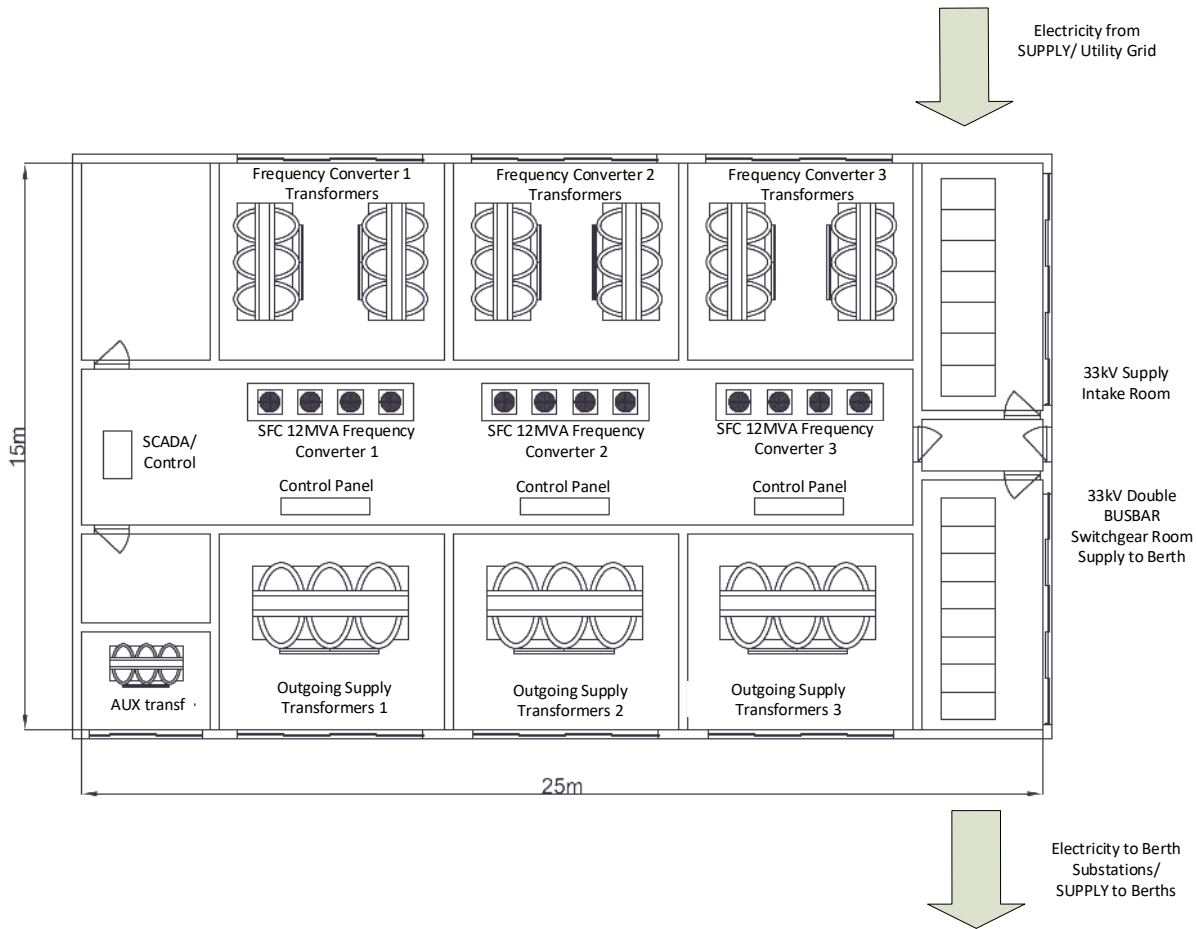 Electricity from
SUPPLY/ Utility Grid
Frequency Converter 1
Transformers
Frequency Converter 2
Transformers
Frequency Converter 3
Transformers
33kV Supply
Intake Room
SFC 12MVA Frequency
Converter 1
SFC 12MVA Frequency
Converter 2
SFC 12MVA Frequency
Converter 3
SCADA/
Control
15m
Control Panel
Control Panel
Control Panel
33kV Double
BUSBAR
Switchgear Room
Supply to Berth
Outgoing Supply
Transformers 1
Outgoing Supply
Transformers 2
Outgoing Supply
Transformers 3
AUX transf
25m
Electricity to Berth
Substations/
SUPPLY to Berths